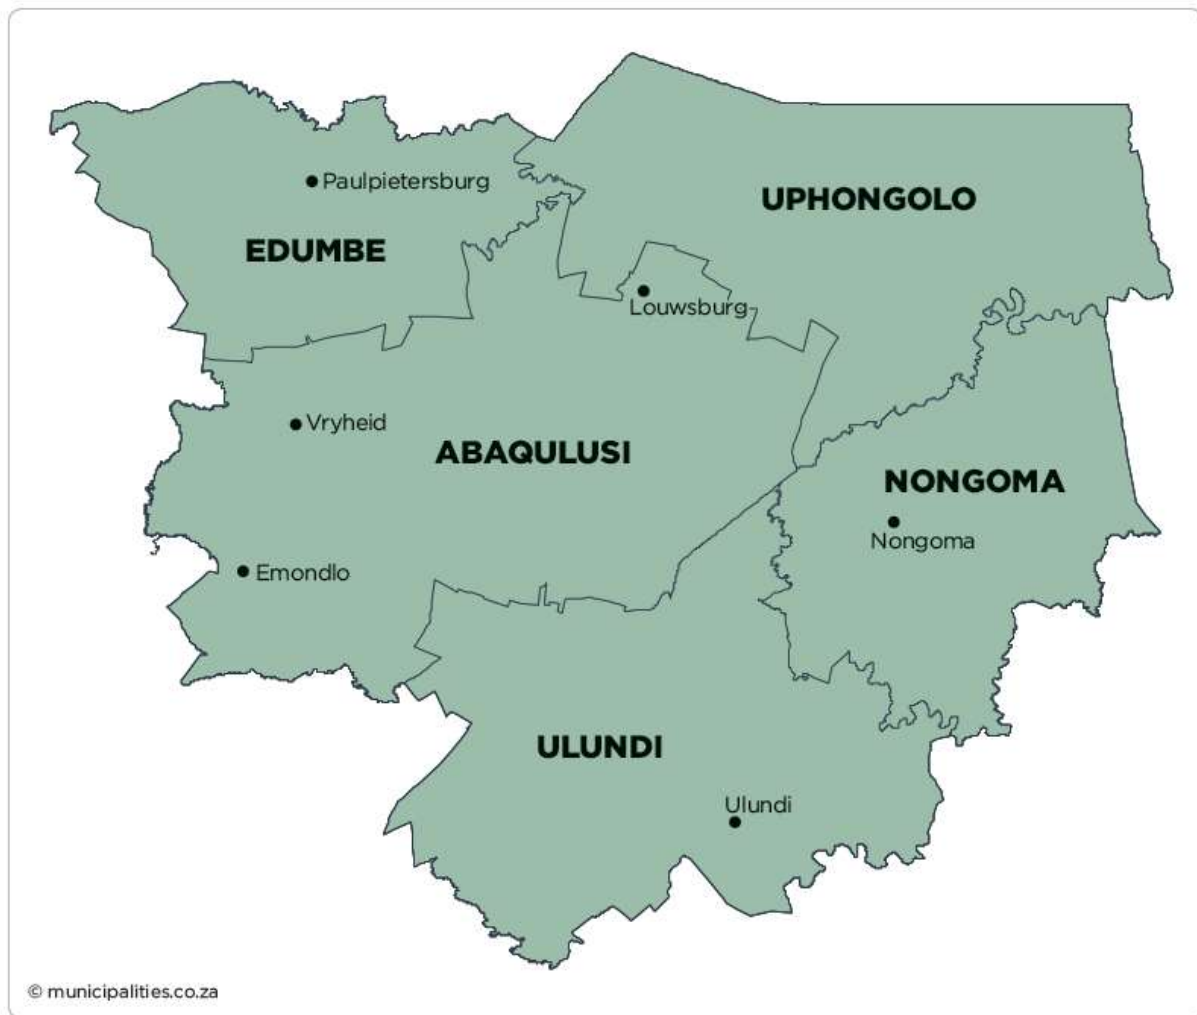 Paulpietersburg
UPHONGOLO
EDUMBE
Louwsburg
Vryheid
ABAQULUSI
NONGOMA
Nongoma
Emondlo
ULUNDI
Ulundi
© municipalities.co.za